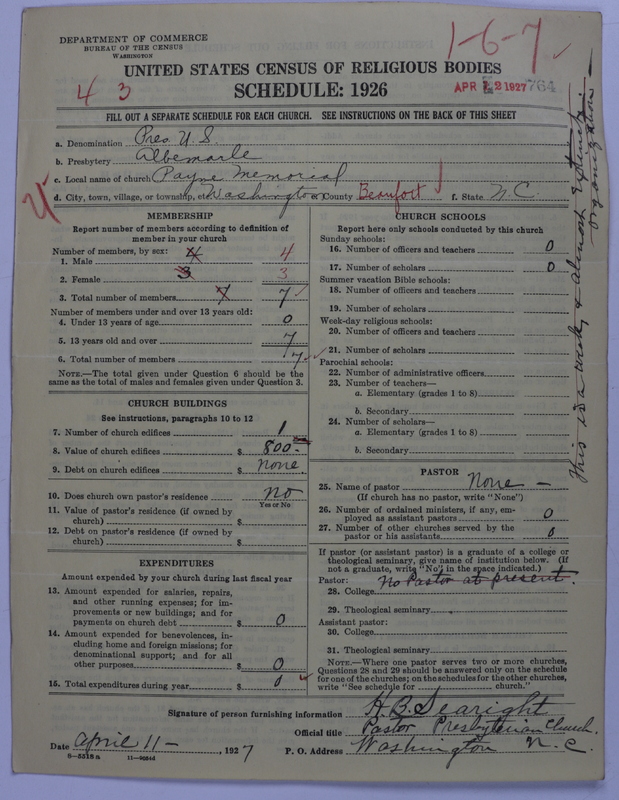 DEPARTMENT OF COMMERCE
BUREAU OF THE CENSUS
WASHINGTON
1-6-7
4 3
UNITED STATES CENSUS OF RELIGIOUS BODIES
SCHEDULE: 1926
APR 12 1927 764
FILL OUT A SEPARATE SCHEDULE FOR EACH CHURCH. SEE INSTRUCTIONS ON THE BACK OF THIS SHEET
a. Denomination Pres. U.S.
b. Presbytery Albemarle
c. Local name of church Payne Memorial
d. City, town, village, or township, etc. Washington e. County Beaufort f. State N.C.
MEMBERSHIP
Report number of members according to definition of
member in your church
Number of members, by sex:
1. Male 4 4
2. Female 3 3
3. Total number of members 7 7
Number of members under and over 13 years old:
4. Under 13 years of age 0
5. 13 years old and over 7
6. Total number of members 7
NOTE.—The total given under Question 6 should be
same as the total of males and females given under Question 3.
CHURCH BUILDINGS
See instructions, paragraphs 10 to 12
7. Number of church edifices 1
8. Value of church edifices $ 800.-
9. Debt on church edifices $ None.
10. Does church own pastor's residence No
Yes or No
11. Value of pastor's residence (if owned by
church) $
12. Debt on pastor's residence (if owned by
church) $
EXPENDITURES
Amount expended by your church during last fiscal year
13. Amount expended for salaries, repairs,
and other running expenses; for im-
provements or new buildings; and for
payments on church debt $ 0
14. Amount expended for benevolences, in-
cluding home and foreign missions; for
denominational support; and for all
other purposes $ 0
15. Total expenditures during year $ 0
CHURCH SCHOOLS
Report here only schools conducted by this church
Sunday schools:
16. Number of officers and teachers 0
17. Number of scholars 0
Summer vacation Bible schools:
18. Number of officers and teachers
19. Number of scholars
Week-day religious schools:
20. Number of officers and teachers
21. Number of scholars
Parochial schools:
22. Number of administrative officers
23. Number of teachers—
a. Elementary (grades 1 to 8)
b. Secondary
24. Number of scholars—
a. Elementary (grades 1 to 8)
b. Secondary
PASTOR
25. Name of pastor None -
(If church has no pastor, write "None")
26. Number of ordained ministers, if any, em-
ployed as assistant pastors 0
27. Number of other churches served by the
pastor or his assistants 0
If pastor (or assistant pastor) is a graduate of a college or
theological seminary, give name of institution below. (If
not a graduate, write "No" in the space indicated.)
Pastor: No Pastor at present.
28. College
29. Theological seminary
Assistant pastor:
30. College
31. Theological seminary
NOTE.—Where one pastor serves two or more churches,
Questions 28 and 29 should be answered only on the schedule
for one of the churches; on the schedules for the other churches,
write "See schedule for church."
This is a weak, & almost Extinct
organization -
Signature of person furnishing information H.B. Searight
Official title Pastor Presbyterian Church.
Date April 11 - , 1927 P. O. Address Washington N.C.